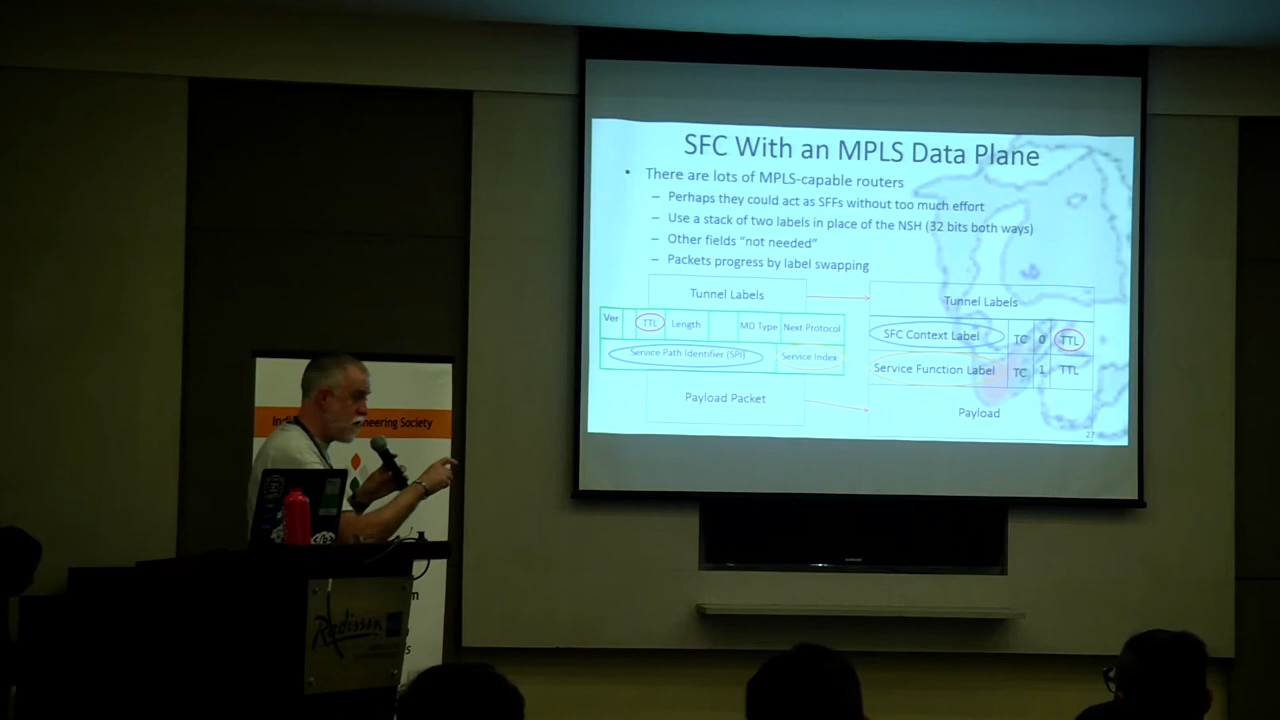 SFC With an MPLS Data Plane
• There are lots of MPLS-capable routers
– Perhaps they could act as SFFs without too much effort
– Use a stack of two labels in place of the NSH (32 bits both ways)
– Other fields “not needed”
– Packets progress by label swapping
Tunnel Labels
Ver TTL Length MD Type Next Protocol
Service Path Identifier (SPI) Service Index
Payload Packet
Tunnel Labels
SFC Context Label TC 0 TTL
Service Function Label TC 1 TTL
Payload
27
neering Society
Radisson